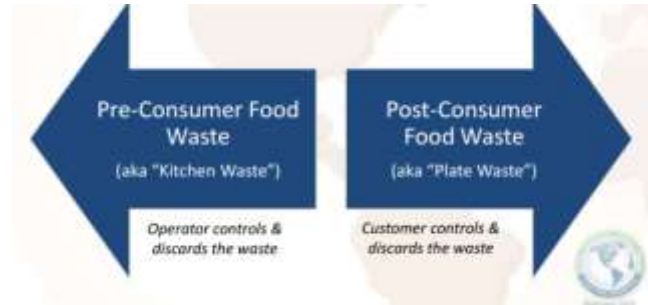 Pre-Consumer Food
Waste
(aka "Kitchen Waste")
Operator controls &
discards the waste
Post-Consumer
Food Waste
(aka "Plate Waste")
Customer controls &
discards the waste